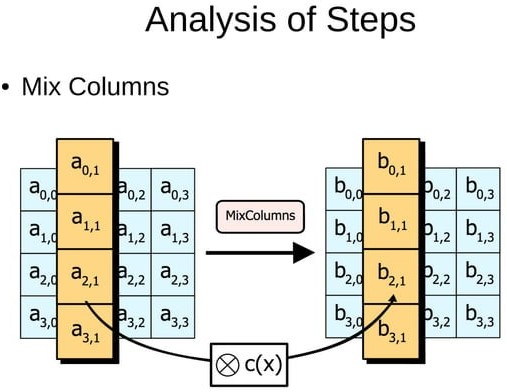 Analysis of Steps
• Mix Columns
a0,1 b0,1
a0,0 a0,2 a0,3 b0,0 b0,2 b0,3
a1,1 MixColumns b1,1
a1,0 a1,2 a1,3 b1,0 b1,2 b1,3
a2,0 a2,1 a2,2 a2,3 b2,0 b2,1 b2,2 b2,3
a3,0 a3,2 a3,3 b3,0 b3,2 b3,3
a3,1 b3,1
⊗ c(x)